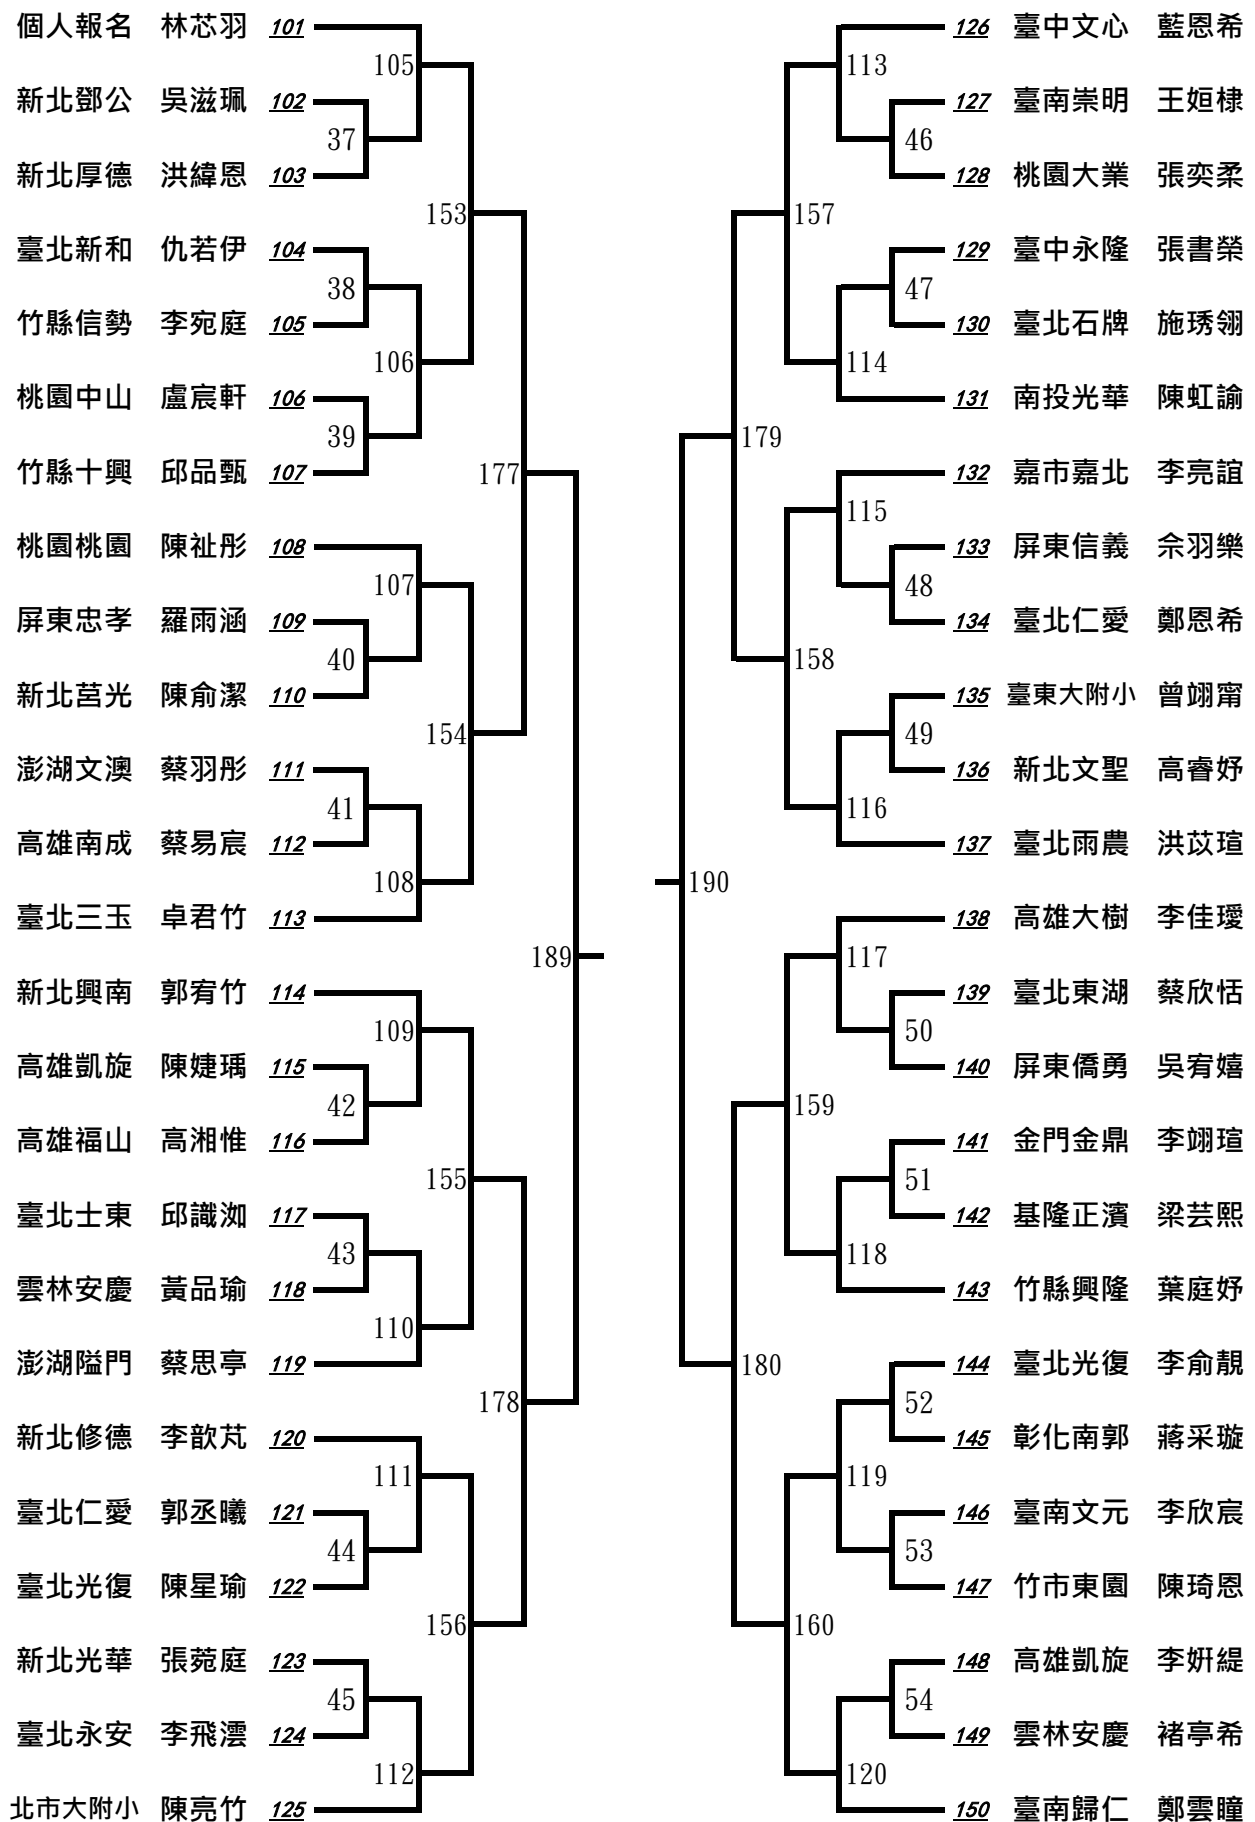 個人報名 林芯羽 101
105
新北鄧公 吳滋珮 102
37
新北厚德 洪緯恩 103
153
臺北新和 仇若伊 104
38
竹縣信勢 李宛庭 105
106
桃園中山 盧宸軒 106
39
竹縣十興 邱品甄 107
177
桃園桃園 陳祉彤 108
107
屏東忠孝 羅雨涵 109
40
新北莒光 陳俞潔 110
154
澎湖文澳 蔡羽彤 111
41
高雄南成 蔡易宸 112
108
臺北三玉 卓君竹 113
189
新北興南 郭宥竹 114
109
高雄凱旋 陳婕瑀 115
42
高雄福山 高湘惟 116
155
臺北士東 邱識洳 117
43
雲林安慶 黃品瑜 118
110
澎湖隘門 蔡思亭 119
178
新北修德 李歆芃 120
111
臺北仁愛 郭丞曦 121
44
臺北光復 陳星瑜 122
156
新北光華 張菀庭 123
45
臺北永安 李飛澐 124
112
北市大附小 陳亮竹 125
126 臺中文心 藍恩希
113
127 臺南崇明 王姮棣
46
128 桃園大業 張奕柔
157
129 臺中永隆 張書榮
47
130 臺北石牌 施琇翎
114
131 南投光華 陳虹諭
179
132 嘉市嘉北 李亮誼
115
133 屏東信義 佘羽樂
48
134 臺北仁愛 鄭恩希
158
135 臺東大附小 曾翊甯
49
136 新北文聖 高睿妤
116
137 臺北雨農 洪苡瑄
190
138 高雄大樹 李佳璦
117
139 臺北東湖 蔡欣恬
50
140 屏東僑勇 吳宥嬉
159
141 金門金鼎 李翊瑄
51
142 基隆正濱 梁芸熙
118
143 竹縣興隆 葉庭妤
180
144 臺北光復 李俞靚
52
145 彰化南郭 蔣采璇
119
146 臺南文元 李欣宸
53
147 竹市東園 陳琦恩
160
148 高雄凱旋 李妍緹
54
149 雲林安慶 褚亭希
120
150 臺南歸仁 鄭雲瞳